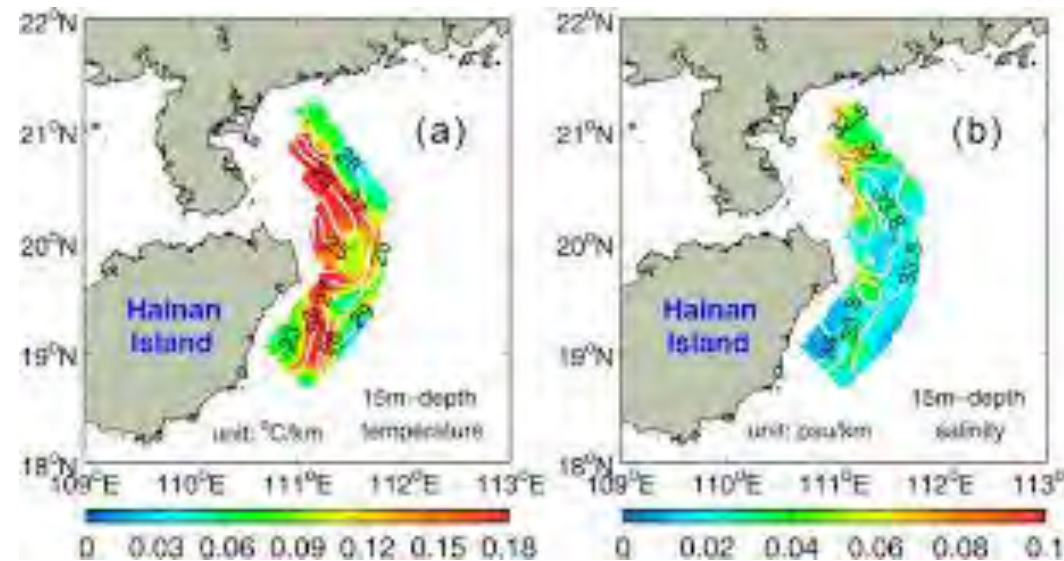 22°N
21°N
20°N
19°N
18°N
109°E 110°E 111°E 112°E 113°E
(a)
Hainan
Island
15m-depth
temperature
unit: °C/km
0 0.03 0.06 0.09 0.12 0.15 0.18
22°N
21°N
20°N
19°N
18°N
109°E 110°E 111°E 112°E 113°
(b)
Hainan
Island
15m-depth
salinity
unit: psu/km
0 0.02 0.04 0.06 0.08 0.1